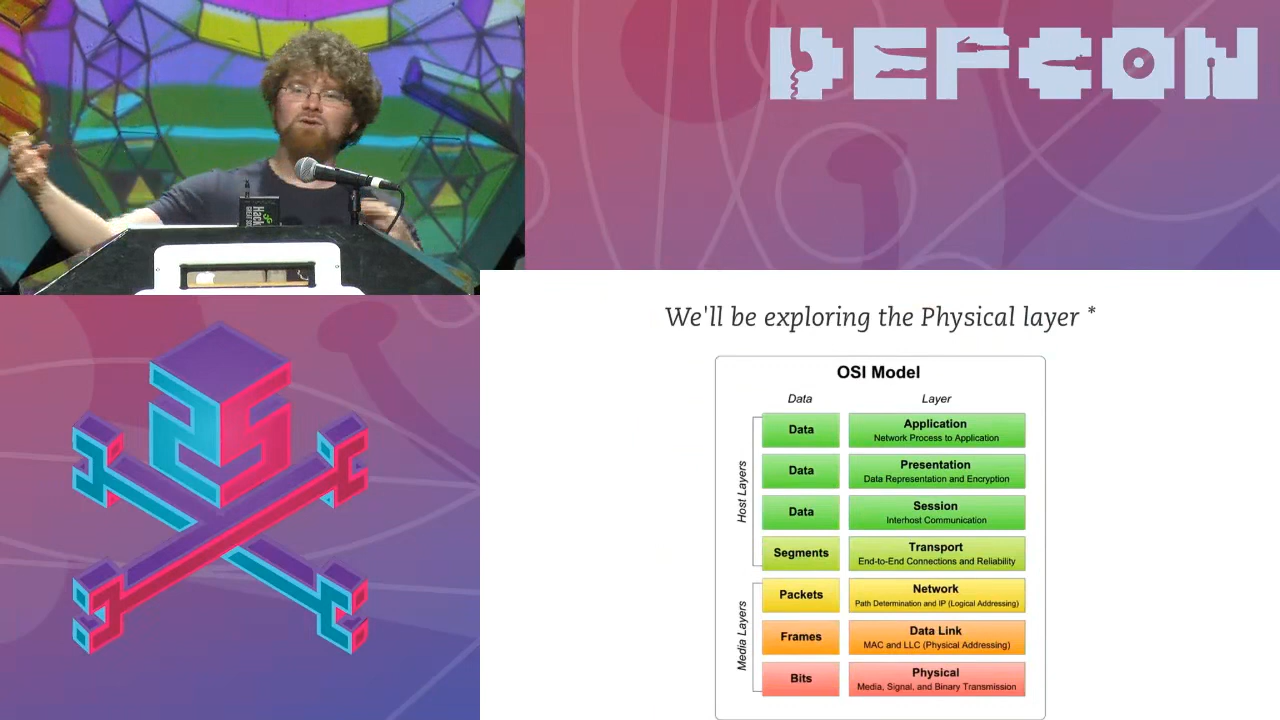 DEFCON
25
Hack
We'll be exploring the Physical layer *
OSI Model
Data Layer
Host Layers
Data Application
Network Process to Application
Data Presentation
Data Representation and Encryption
Data Session
Interhost Communication
Segments Transport
End-to-End Connections and Reliability
Media Layers
Packets Network
Path Determination and IP (Logical Addressing)
Frames Data Link
MAC and LLC (Physical Addressing)
Bits Physical
Media, Signal, and Binary Transmission